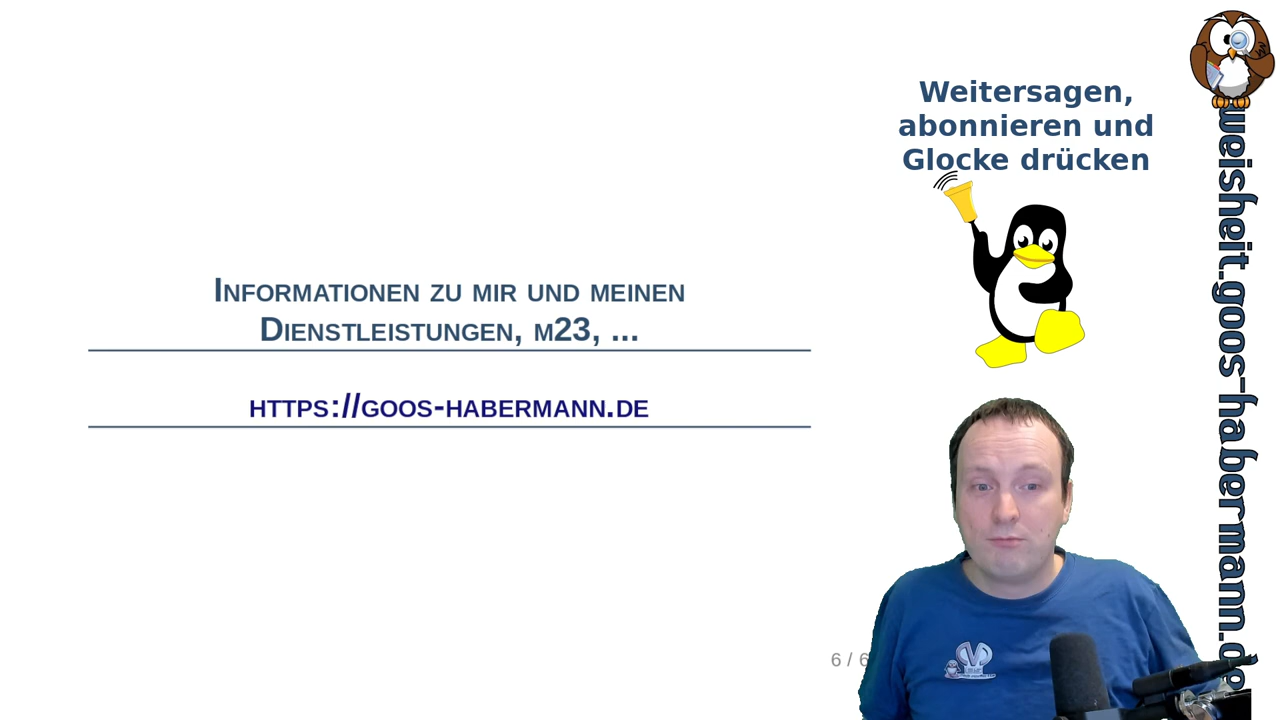 Weitersagen,
abonnieren und
Glocke drücken
Informationen zu mir und meinen
Dienstleistungen, m23, ...
https://goos-habermann.de
6 / 6
weisheit.goos-habermann.de